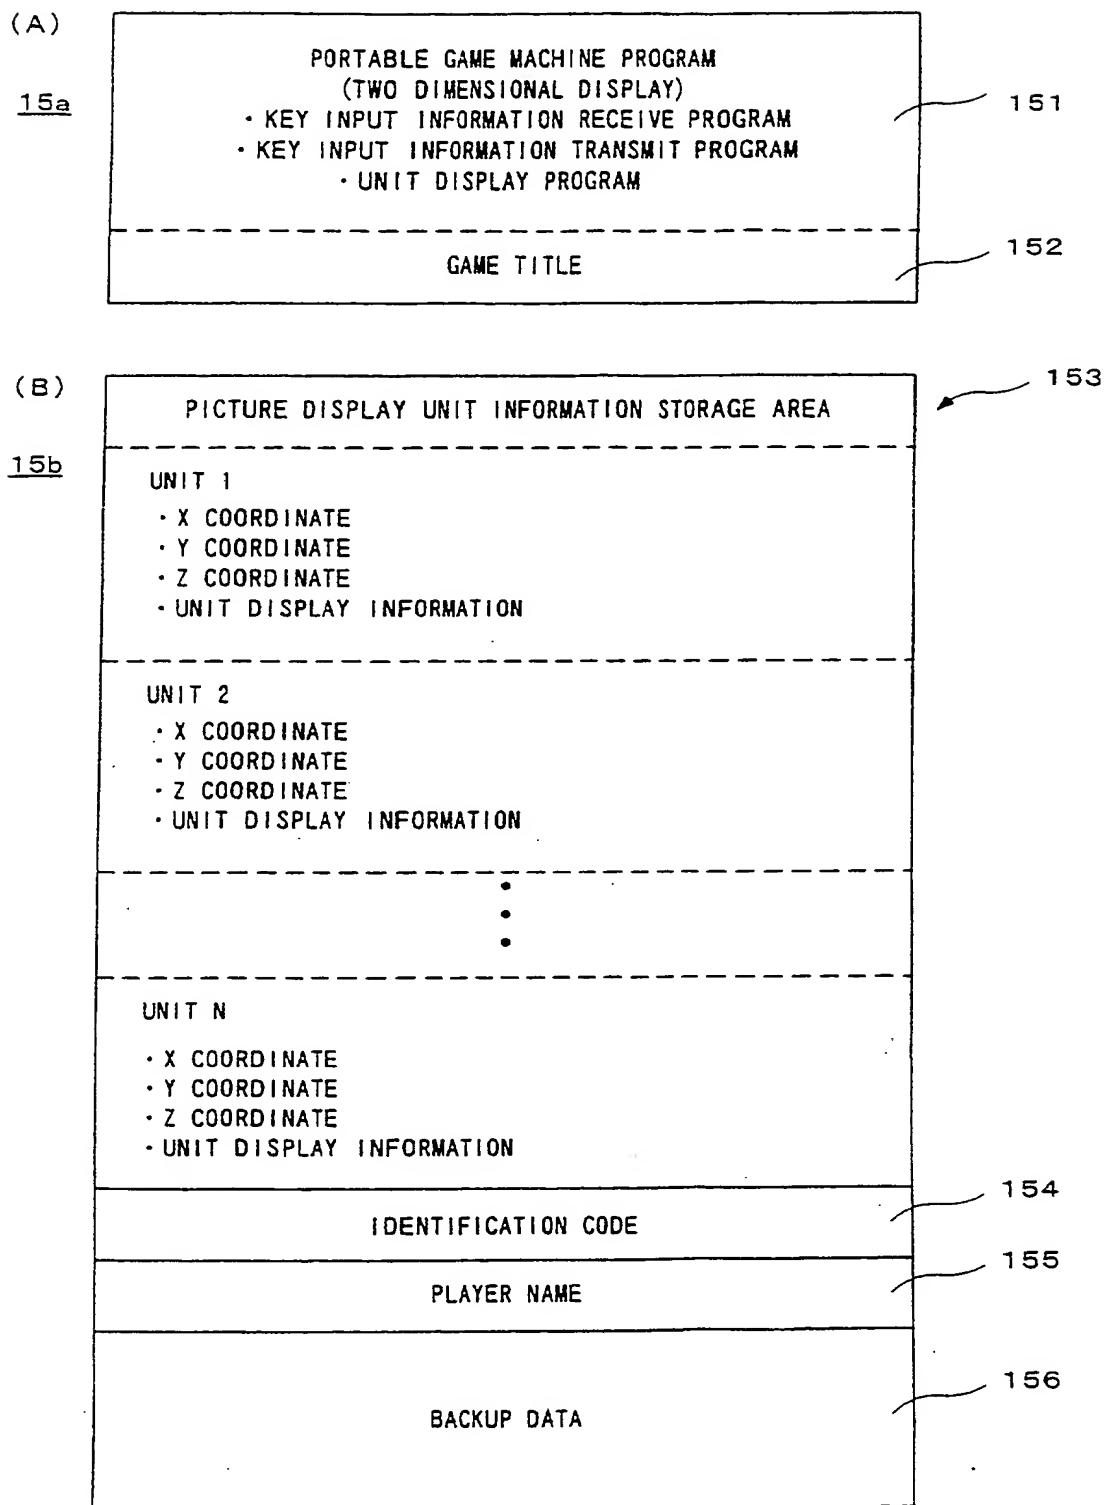 (A)
15a
PORTABLE GAME MACHINE PROGRAM
(TWO DIMENSIONAL DISPLAY)
· KEY INPUT INFORMATION RECEIVE PROGRAM
· KEY INPUT INFORMATION TRANSMIT PROGRAM
· UNIT DISPLAY PROGRAM
151
GAME TITLE
152
(B)
15b
153
PICTURE DISPLAY UNIT INFORMATION STORAGE AREA
UNIT 1
· X COORDINATE
· Y COORDINATE
· Z COORDINATE
· UNIT DISPLAY INFORMATION
UNIT 2
· X COORDINATE
· Y COORDINATE
· Z COORDINATE
· UNIT DISPLAY INFORMATION
UNIT N
· X COORDINATE
· Y COORDINATE
· Z COORDINATE
· UNIT DISPLAY INFORMATION
IDENTIFICATION CODE
154
PLAYER NAME
155
BACKUP DATA
156